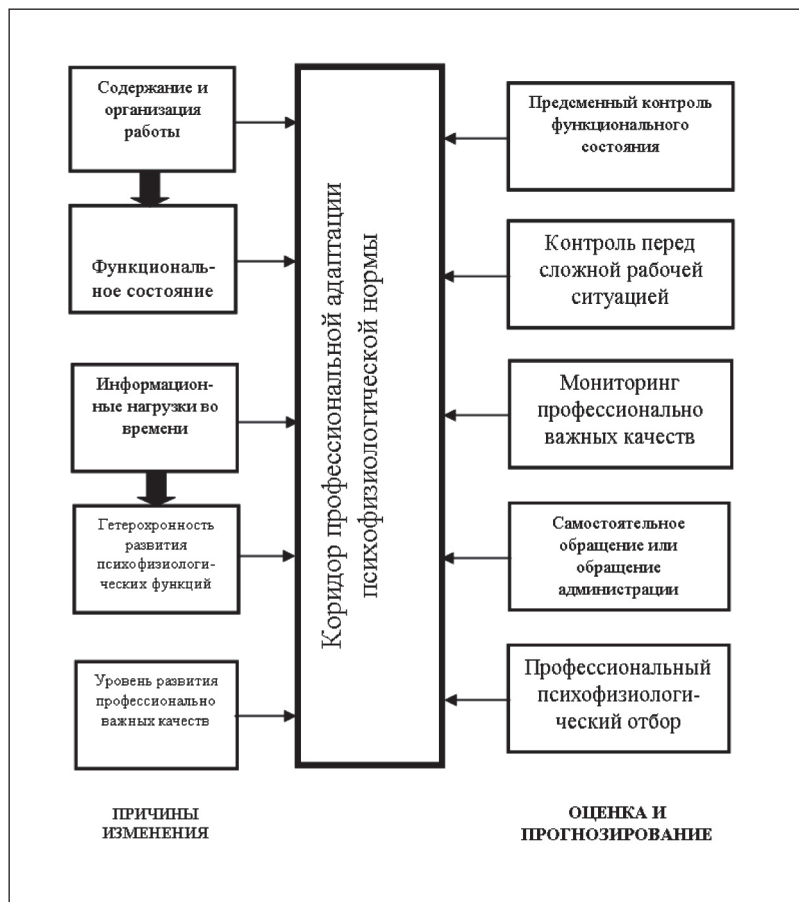 Содержание и
организация
работы
Функциональ-
ное состояние
Информацион-
ные нагрузки во
времени
Гетерохронность
развития
психофизиологи-
ческих функций
Уровень развития
профессионально
важных качеств
ПРИЧИНЫ
ИЗМЕНЕНИЯ
Коридор профессиональной адаптации
психофизиологической нормы
Предсменный контроль
функционального
состояния
Контроль перед
сложной рабочей
ситуацией
Мониторинг
профессионально
важных качеств
Самостоятельное
обращение или
обращение
администрации
Профессиональный
психофизиологи-
ческий отбор
ОЦЕНКА И
ПРОГНОЗИРОВАНИЕ